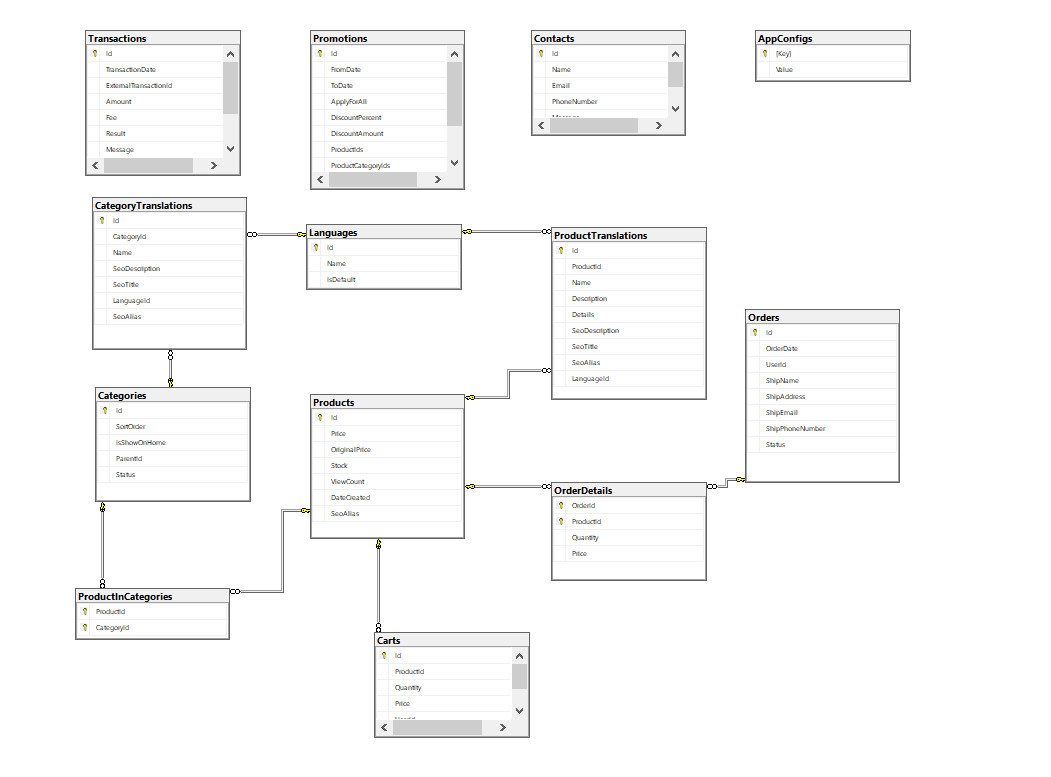 Transactions
Id
TransactionDate
ExternalTransactionId
Amount
Fee
Result
Message
Promotions
Id
FromDate
ToDate
ApplyForAll
DiscountPercent
DiscountAmount
ProductIds
ProductCategoryIds
Contacts
Id
Name
Email
PhoneNumber
Message
AppConfigs
[Key]
Value
CategoryTranslations
Id
CategoryId
Name
SeoDescription
SeoTitle
LanguageId
SeoAlias
Languages
Id
Name
IsDefault
ProductTranslations
Id
ProductId
Name
Description
Details
SeoDescription
SeoTitle
SeoAlias
LanguageId
Orders
Id
OrderDate
UserId
ShipName
ShipAddress
ShipEmail
ShipPhoneNumber
Status
Categories
Id
SortOrder
IsShowOnHome
ParentId
Status
Products
Id
Price
OriginalPrice
Stock
ViewCount
DateCreated
SeoAlias
OrderDetails
OrderId
ProductId
Quantity
Price
ProductInCategories
ProductId
CategoryId
Carts
Id
ProductId
Quantity
Price
UserId